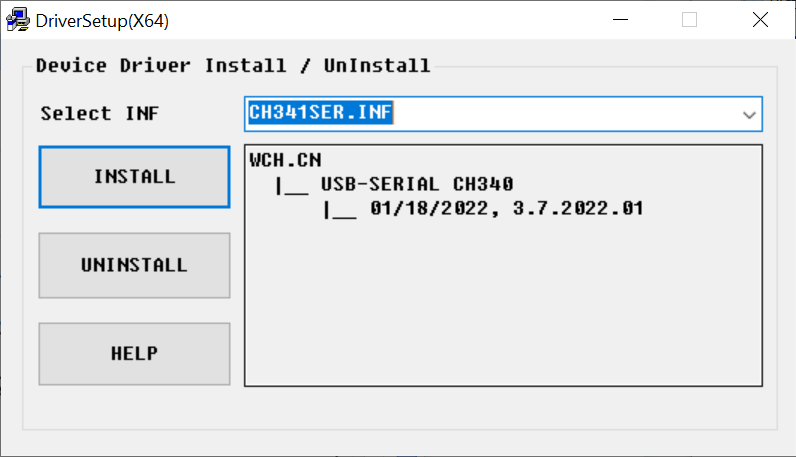 DriverSetup(X64)
Device Driver Install / UnInstall
Select INF
CH341SER.INF
INSTALL
WCH.CN
|__ USB-SERIAL CH340
|__ 01/18/2022, 3.7.2022.01
UNINSTALL
HELP